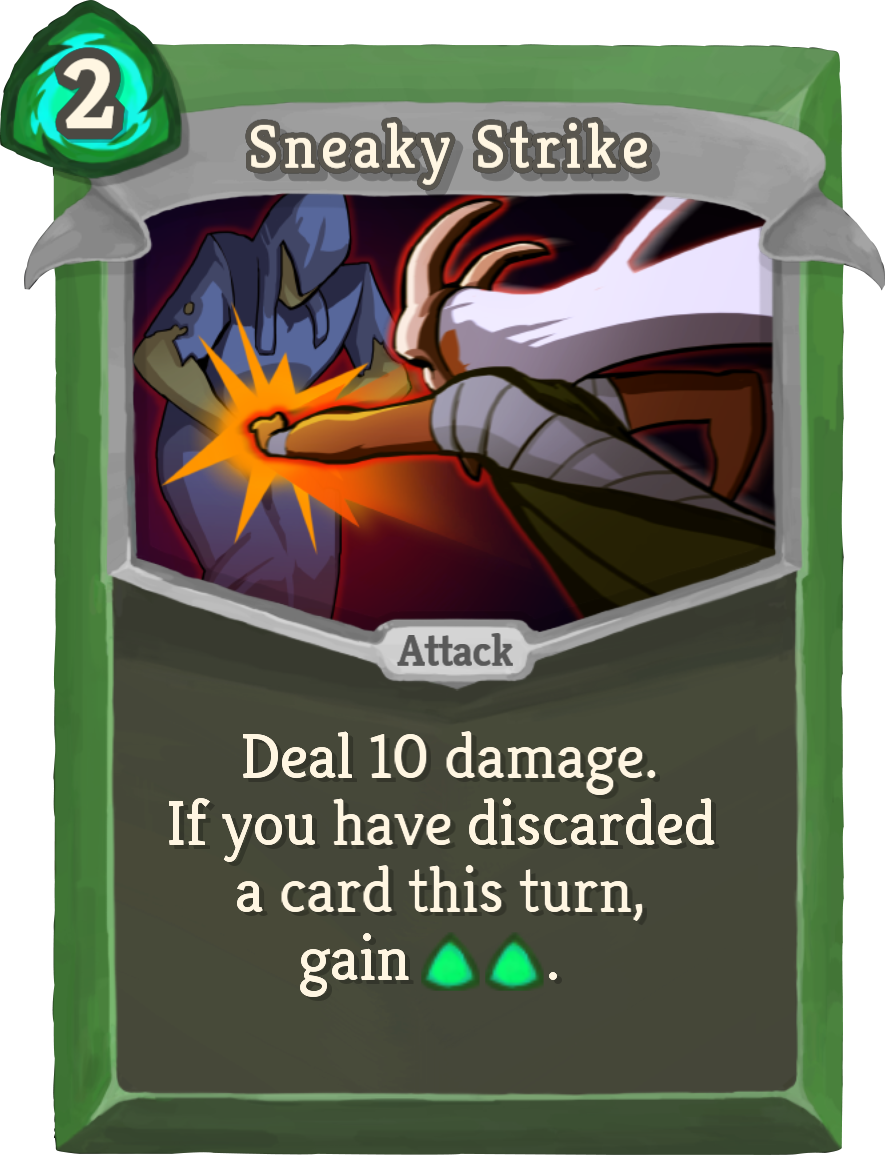 2
Sneaky Strike
Attack
Deal 10 damage.
If you have discarded
a card this turn,
gain .